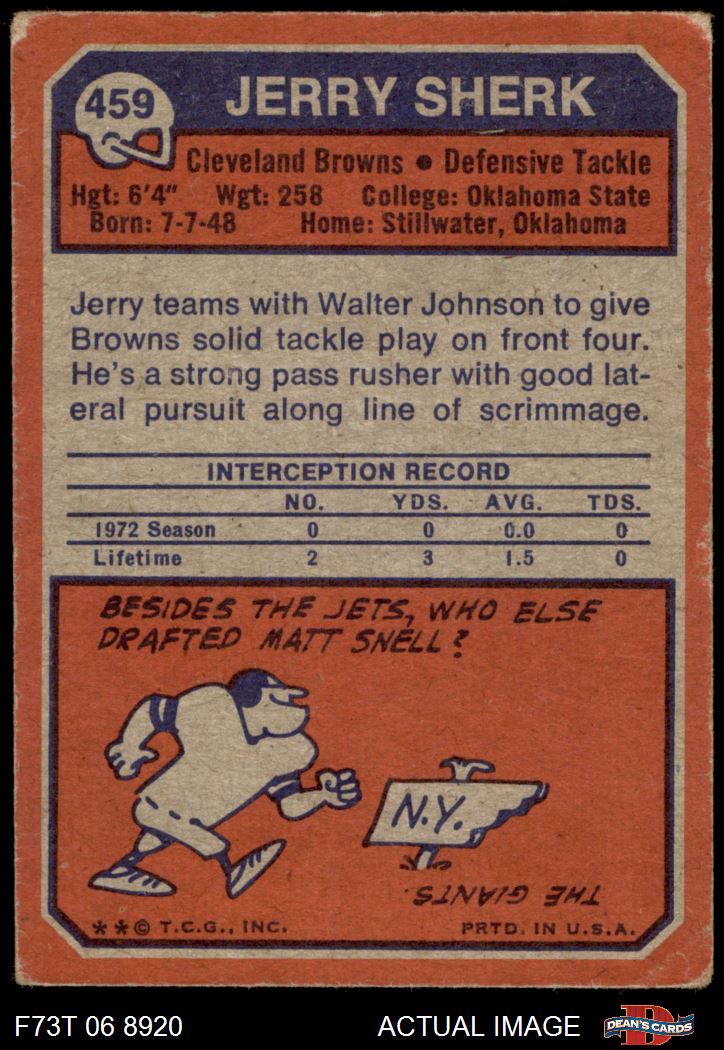 459
JERRY SHERK
Cleveland Browns • Defensive Tackle
Hgt: 6'4" Wgt: 258 College: Oklahoma State
Born: 7-7-48 Home: Stillwater, Oklahoma
Jerry teams with Walter Johnson to give
Browns solid tackle play on front four.
He's a strong pass rusher with good lat-
eral pursuit along line of scrimmage.
INTERCEPTION RECORD
NO. YDS. AVG. TDS.
1972 Season 0 0 0.0 0
Lifetime 2 3 1.5 0
BESIDES THE JETS, WHO ELSE
DRAFTED MATT SNELL?
N.Y.
THE GIANTS.
**© T.C.G., INC. PRTD. IN U.S.A.
F73T 06 8920 ACTUAL IMAGE
D
DEAN'S CARDS